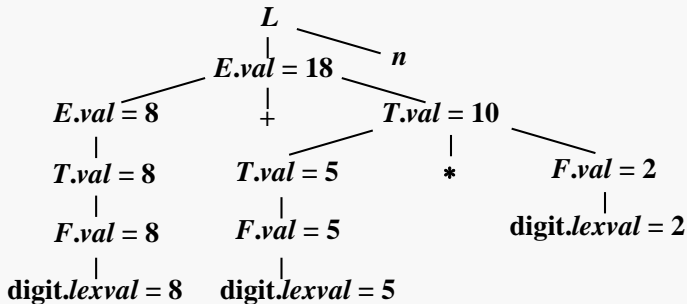 L
n
E.val = 18
E.val = 8 + T.val = 10
T.val = 8 T.val = 5 * F.val = 2
F.val = 8 F.val = 5 digit.lexval = 2
digit.lexval = 8 digit.lexval = 5